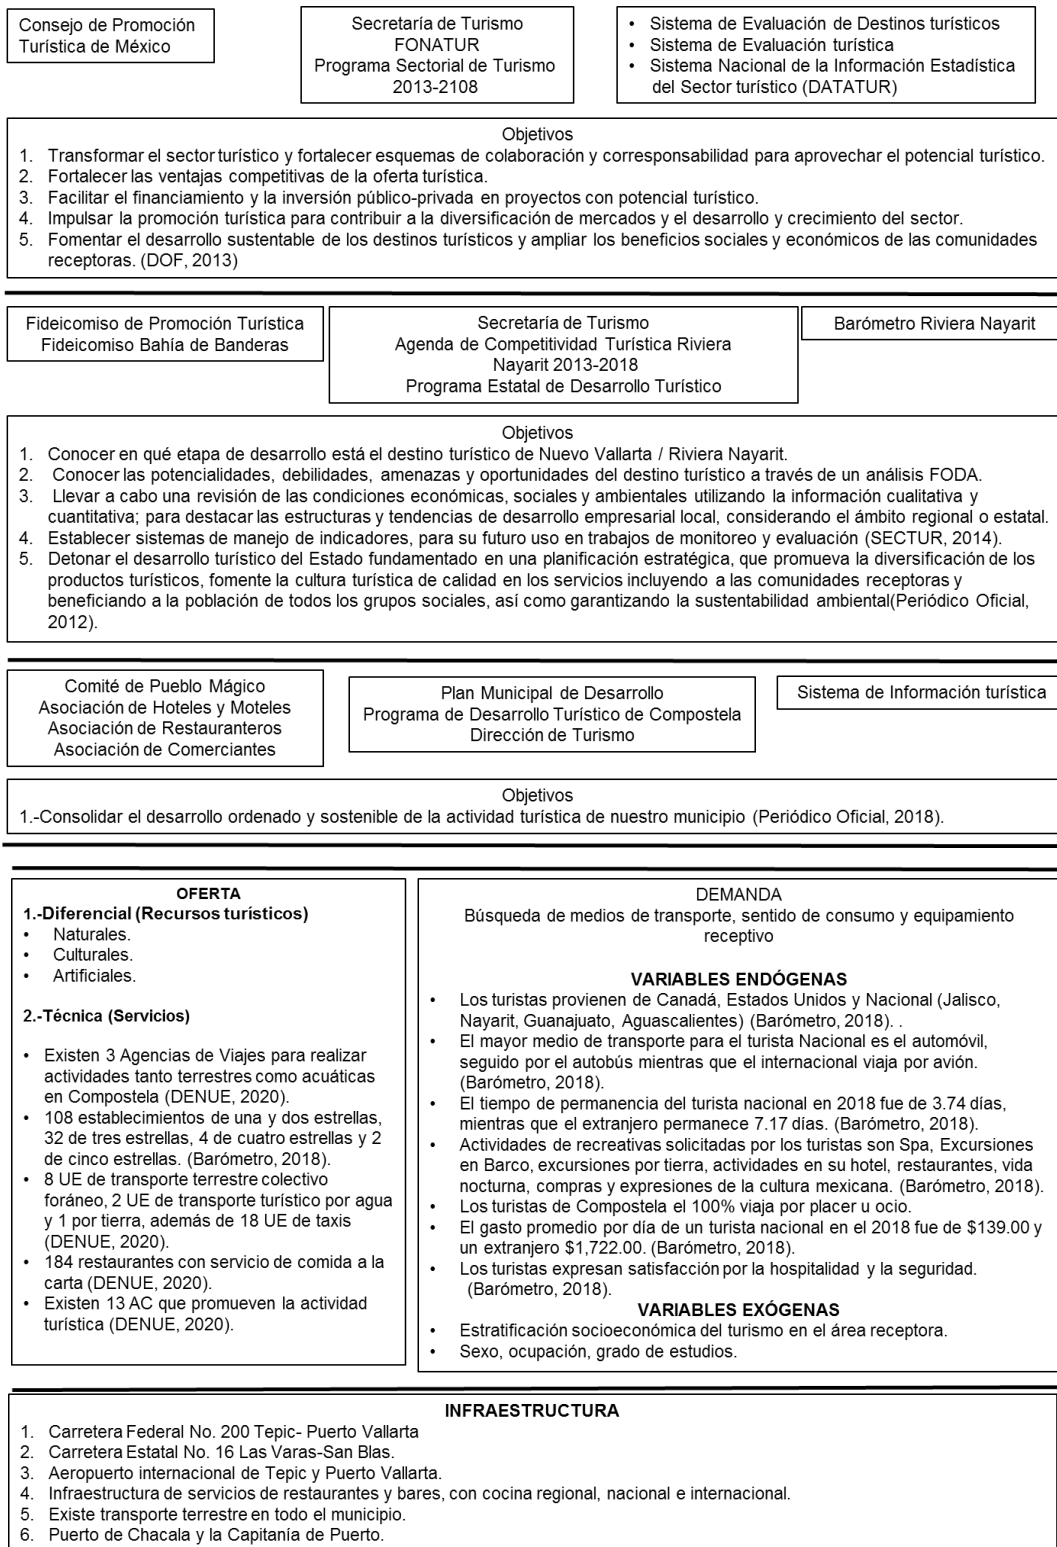 Consejo de Promoción
Turística de México
Secretaría de Turismo
FONATUR
Programa Sectorial de Turismo
2013-2108
• Sistema de Evaluación de Destinos turísticos
• Sistema de Evaluación turística
• Sistema Nacional de la Información Estadística
del Sector turístico (DATATUR)
Objetivos
1. Transformar el sector turístico y fortalecer esquemas de colaboración y corresponsabilidad para aprovechar el potencial turístico.
2. Fortalecer las ventajas competitivas de la oferta turística.
3. Facilitar el financiamiento y la inversión público-privada en proyectos con potencial turístico.
4. Impulsar la promoción turística para contribuir a la diversificación de mercados y el desarrollo y crecimiento del sector.
5. Fomentar el desarrollo sustentable de los destinos turísticos y ampliar los beneficios sociales y económicos de las comunidades
receptoras. (DOF, 2013)
Fideicomiso de Promoción Turística
Fideicomiso Bahía de Banderas
Secretaría de Turismo
Agenda de Competitividad Turística Riviera
Nayarit 2013-2018
Programa Estatal de Desarrollo Turístico
Barómetro Riviera Nayarit
Objetivos
1. Conocer en qué etapa de desarrollo está el destino turístico de Nuevo Vallarta / Riviera Nayarit.
2. Conocer las potencialidades, debilidades, amenazas y oportunidades del destino turístico a través de un análisis FODA.
3. Llevar a cabo una revisión de las condiciones económicas, sociales y ambientales utilizando la información cualitativa y
cuantitativa; para destacar las estructuras y tendencias de desarrollo empresarial local, considerando el ámbito regional o estatal.
4. Establecer sistemas de manejo de indicadores, para su futuro uso en trabajos de monitoreo y evaluación (SECTUR, 2014).
5. Detonar el desarrollo turístico del Estado fundamentado en una planificación estratégica, que promueva la diversificación de los
productos turísticos, fomente la cultura turística de calidad en los servicios incluyendo a las comunidades receptoras y
beneficiando a la población de todos los grupos sociales, así como garantizando la sustentabilidad ambiental(Periódico Oficial,
2012).
Comité de Pueblo Mágico
Asociación de Hoteles y Moteles
Asociación de Restauranteros
Asociación de Comerciantes
Plan Municipal de Desarrollo
Programa de Desarrollo Turístico de Compostela
Dirección de Turismo
Sistema de Información turística
Objetivos
1.-Consolidar el desarrollo ordenado y sostenible de la actividad turística de nuestro municipio (Periódico Oficial, 2018).
OFERTA
1.-Diferencial (Recursos turísticos)
• Naturales.
• Culturales.
• Artificiales.
2.-Técnica (Servicios)
• Existen 3 Agencias de Viajes para realizar
actividades tanto terrestres como acuáticas
en Compostela (DENUE, 2020).
• 108 establecimientos de una y dos estrellas,
32 de tres estrellas, 4 de cuatro estrellas y 2
de cinco estrellas. (Barómetro, 2018).
• 8 UE de transporte terrestre colectivo
foráneo, 2 UE de transporte turístico por agua
y 1 por tierra, además de 18 UE de taxis
(DENUE, 2020).
• 184 restaurantes con servicio de comida a la
carta (DENUE, 2020).
• Existen 13 AC que promueven la actividad
turística (DENUE, 2020).
DEMANDA
Búsqueda de medios de transporte, sentido de consumo y equipamiento
receptivo
VARIABLES ENDÓGENAS
• Los turistas provienen de Canadá, Estados Unidos y Nacional (Jalisco,
Nayarit, Guanajuato, Aguascalientes) (Barómetro, 2018). .
• El mayor medio de transporte para el turista Nacional es el automóvil,
seguido por el autobús mientras que el internacional viaja por avión.
(Barómetro, 2018).
• El tiempo de permanencia del turista nacional en 2018 fue de 3.74 días,
mientras que el extranjero permanece 7.17 días. (Barómetro, 2018).
• Actividades de recreativas solicitadas por los turistas son Spa, Excursiones
en Barco, excursiones por tierra, actividades en su hotel, restaurantes, vida
nocturna, compras y expresiones de la cultura mexicana. (Barómetro, 2018).
• Los turistas de Compostela el 100% viaja por placer u ocio.
• El gasto promedio por día de un turista nacional en el 2018 fue de $139.00 y
un extranjero $1,722.00. (Barómetro, 2018).
• Los turistas expresan satisfacción por la hospitalidad y la seguridad.
(Barómetro, 2018).
VARIABLES EXÓGENAS
• Estratificación socioeconómica del turismo en el área receptora.
• Sexo, ocupación, grado de estudios.
INFRAESTRUCTURA
1. Carretera Federal No. 200 Tepic- Puerto Vallarta
2. Carretera Estatal No. 16 Las Varas-San Blas.
3. Aeropuerto internacional de Tepic y Puerto Vallarta.
4. Infraestructura de servicios de restaurantes y bares, con cocina regional, nacional e internacional.
5. Existe transporte terrestre en todo el municipio.
6. Puerto de Chacala y la Capitanía de Puerto.